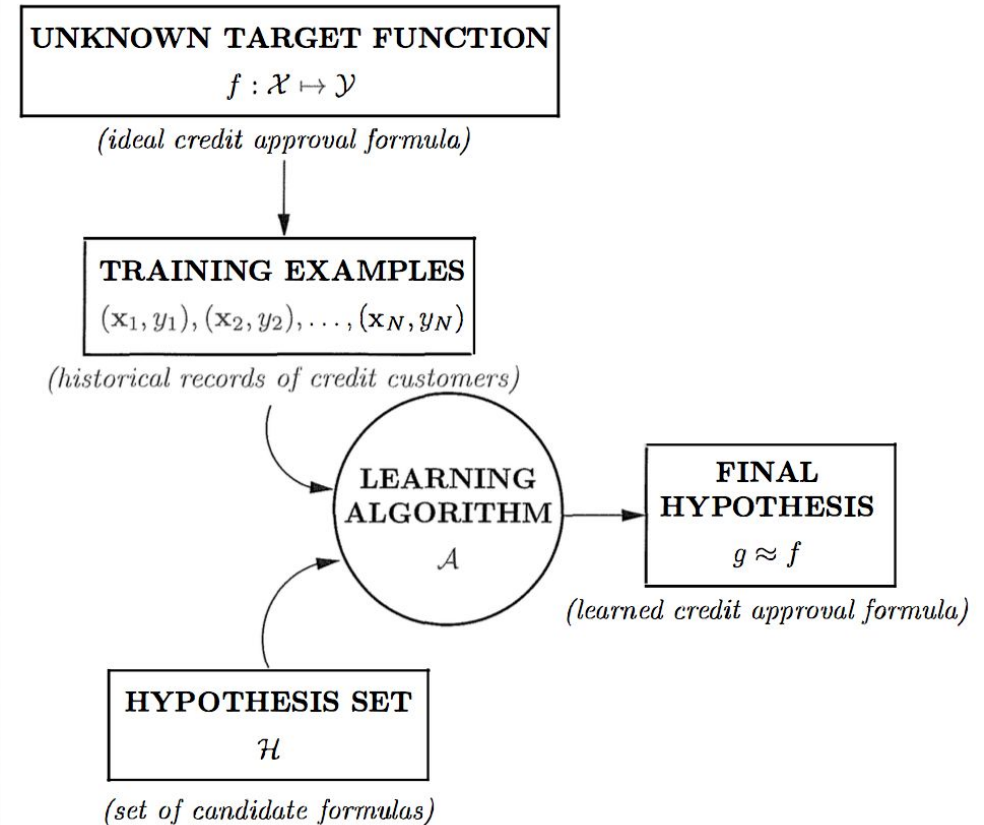 UNKNOWN TARGET FUNCTION
f : 𝒳 ↦ 𝒴
(ideal credit approval formula)
TRAINING EXAMPLES
(x₁, y₁), (x₂, y₂), . . . , (x_N, y_N)
(historical records of credit customers)
LEARNING
ALGORITHM
𝒜
FINAL
HYPOTHESIS
g ≈ f
(learned credit approval formula)
HYPOTHESIS SET
ℋ
(set of candidate formulas)